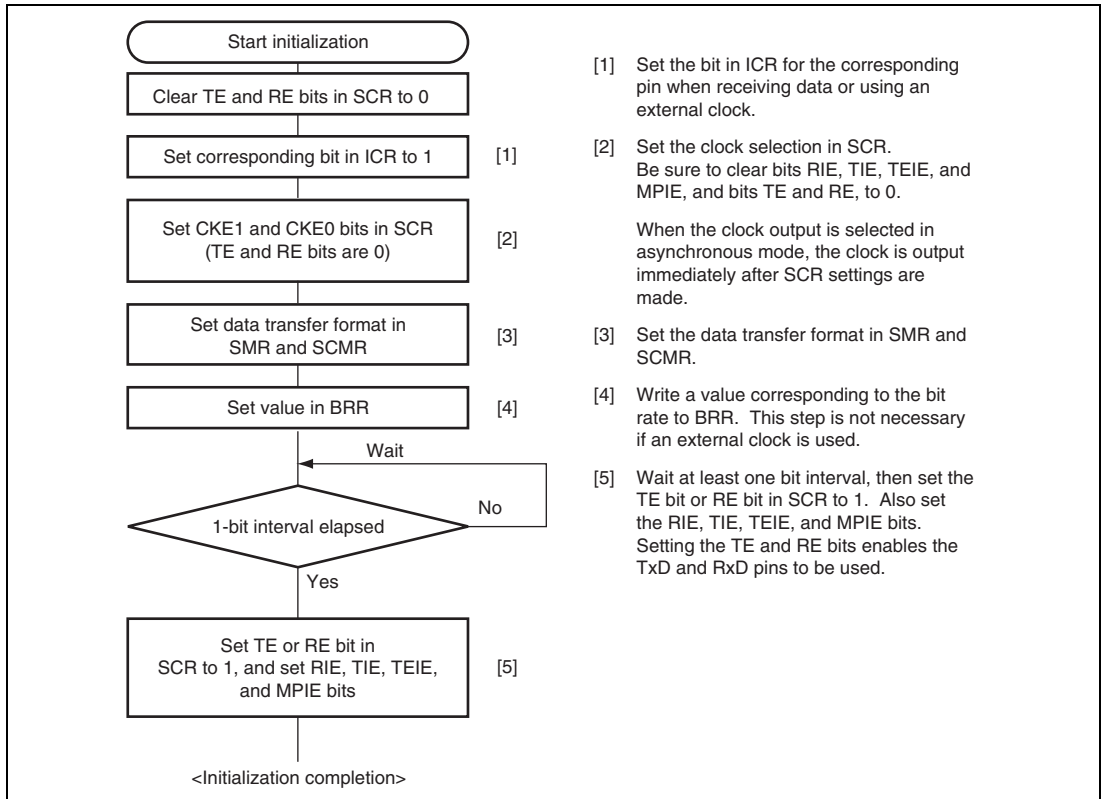 Start initialization
Clear TE and RE bits in SCR to 0
Set corresponding bit in ICR to 1
[1]
Set CKE1 and CKE0 bits in SCR
(TE and RE bits are 0)
[2]
Set data transfer format in
SMR and SCMR
[3]
Set value in BRR
[4]
Wait
No
1-bit interval elapsed
Yes
Set TE or RE bit in
SCR to 1, and set RIE, TIE, TEIE,
and MPIE bits
[5]
<Initialization completion>
[1] Set the bit in ICR for the corresponding
pin when receiving data or using an
external clock.
[2] Set the clock selection in SCR.
Be sure to clear bits RIE, TIE, TEIE, and
MPIE, and bits TE and RE, to 0.
When the clock output is selected in
asynchronous mode, the clock is output
immediately after SCR settings are
made.
[3] Set the data transfer format in SMR and
SCMR.
[4] Write a value corresponding to the bit
rate to BRR. This step is not necessary
if an external clock is used.
[5] Wait at least one bit interval, then set the
TE bit or RE bit in SCR to 1. Also set
the RIE, TIE, TEIE, and MPIE bits.
Setting the TE and RE bits enables the
TxD and RxD pins to be used.